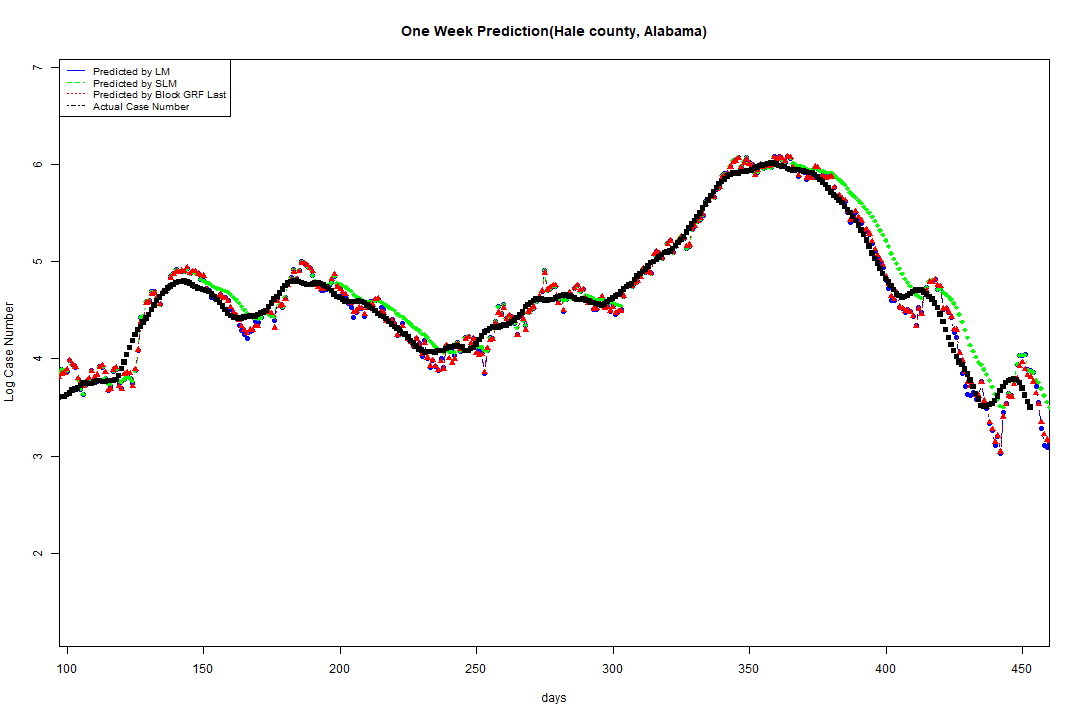 One Week Prediction(Hale county, Alabama)
Predicted by LM
Predicted by SLM
Predicted by Block GRF Last
Actual Case Number
7
6
5
4
3
2
Log Case Number
100 150 200 250 300 350 400 450
days